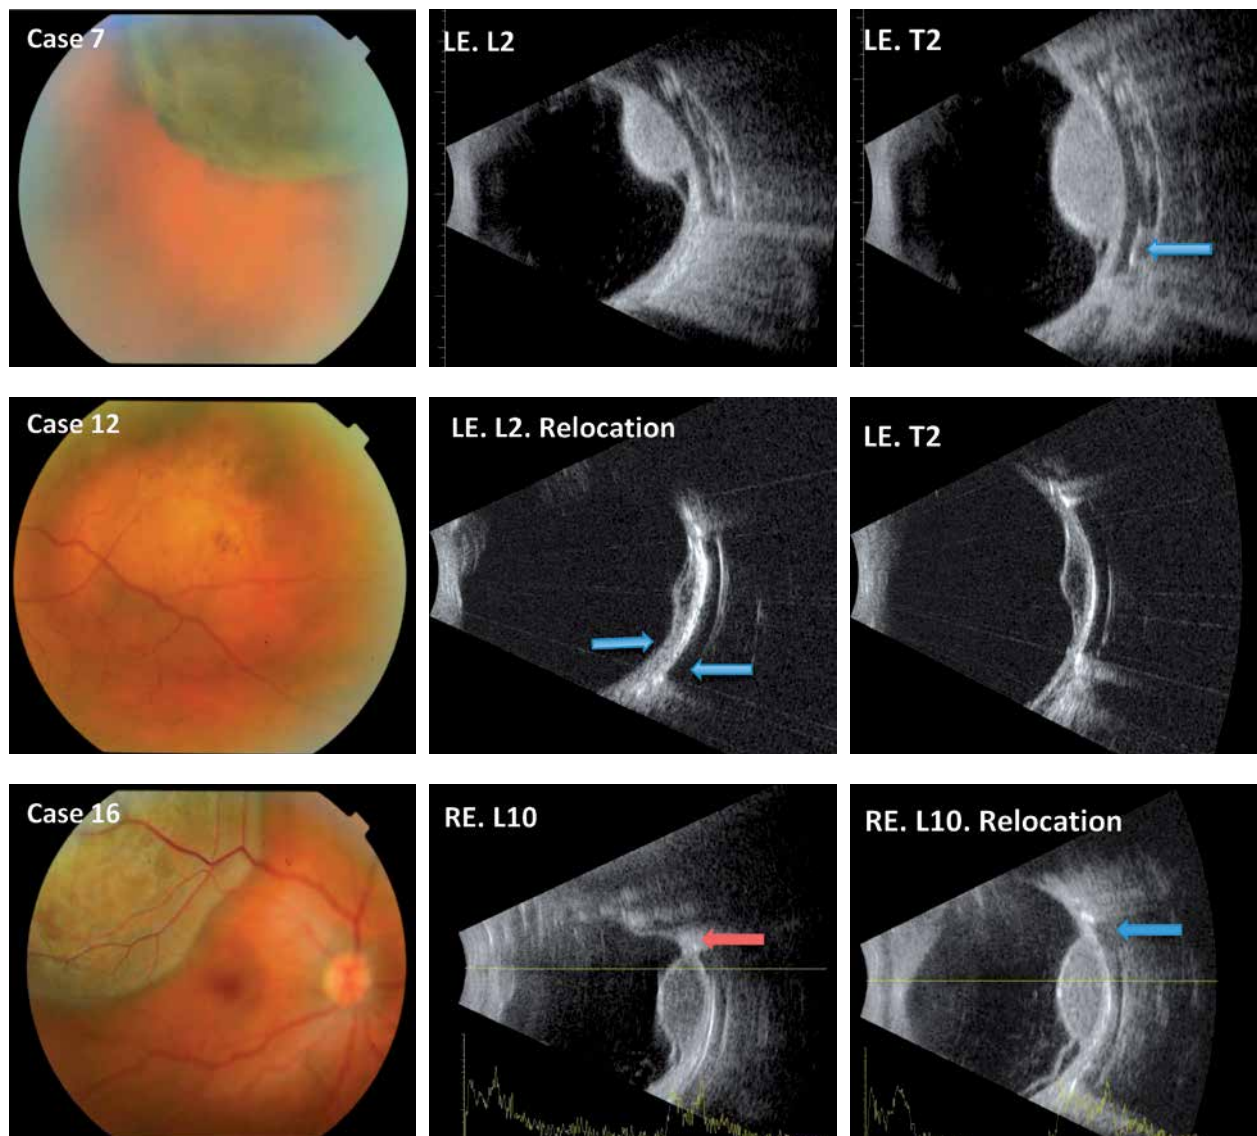 Case 7
LE. L2
LE. T2
Case 12
LE. L2. Relocation
LE. T2
Case 16
RE. L10
RE. L10. Relocation